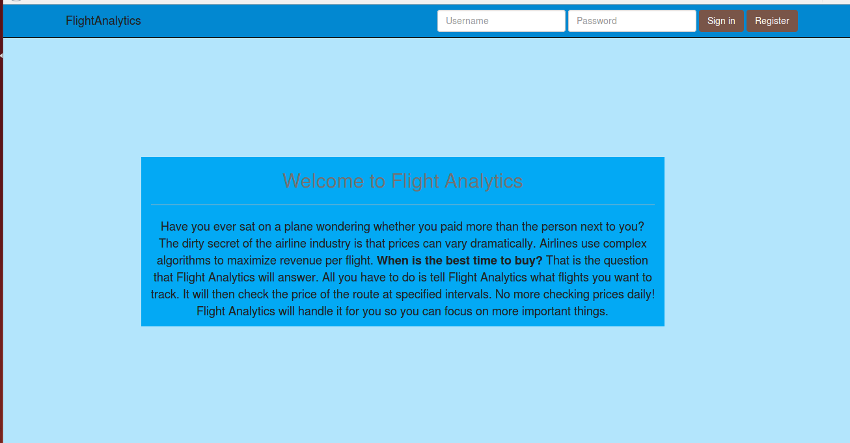 FlightAnalytics Username Password Sign in Register
Welcome to Flight Analytics
Have you ever sat on a plane wondering whether you paid more than the person next to you?
The dirty secret of the airline industry is that prices can vary dramatically. Airlines use complex
algorithms to maximize revenue per flight. When is the best time to buy? That is the question
that Flight Analytics will answer. All you have to do is tell Flight Analytics what flights you want to
track. It will then check the price of the route at specified intervals. No more checking prices daily!
Flight Analytics will handle it for you so you can focus on more important things.